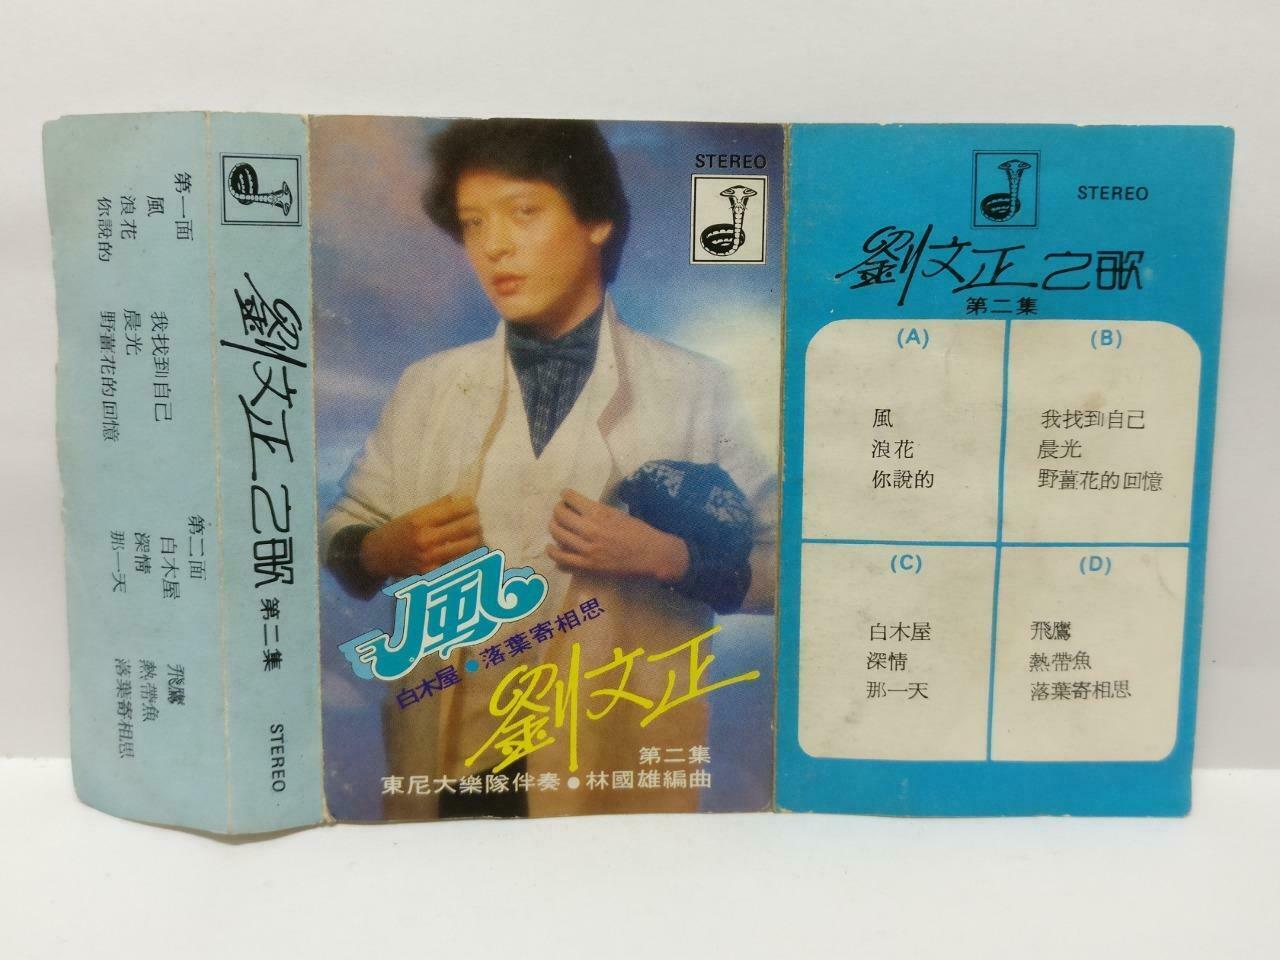 第一面
風
浪花
你說的
我找到自己
晨光
野薑花的回憶
第二面
白木屋
深情
那一天
飛鷹
熱帶魚
落葉寄相思
劉文正之歌 第二集 STEREO
STEREO
風
白木屋●落葉寄相思
劉文正
第二集
東尼大樂隊伴奏●林國雄編曲
STEREO
劉文正之歌
第二集
(A)
風
浪花
你說的
(B)
我找到自己
晨光
野薑花的回憶
(C)
白木屋
深情
那一天
(D)
飛鷹
熱帶魚
落葉寄相思